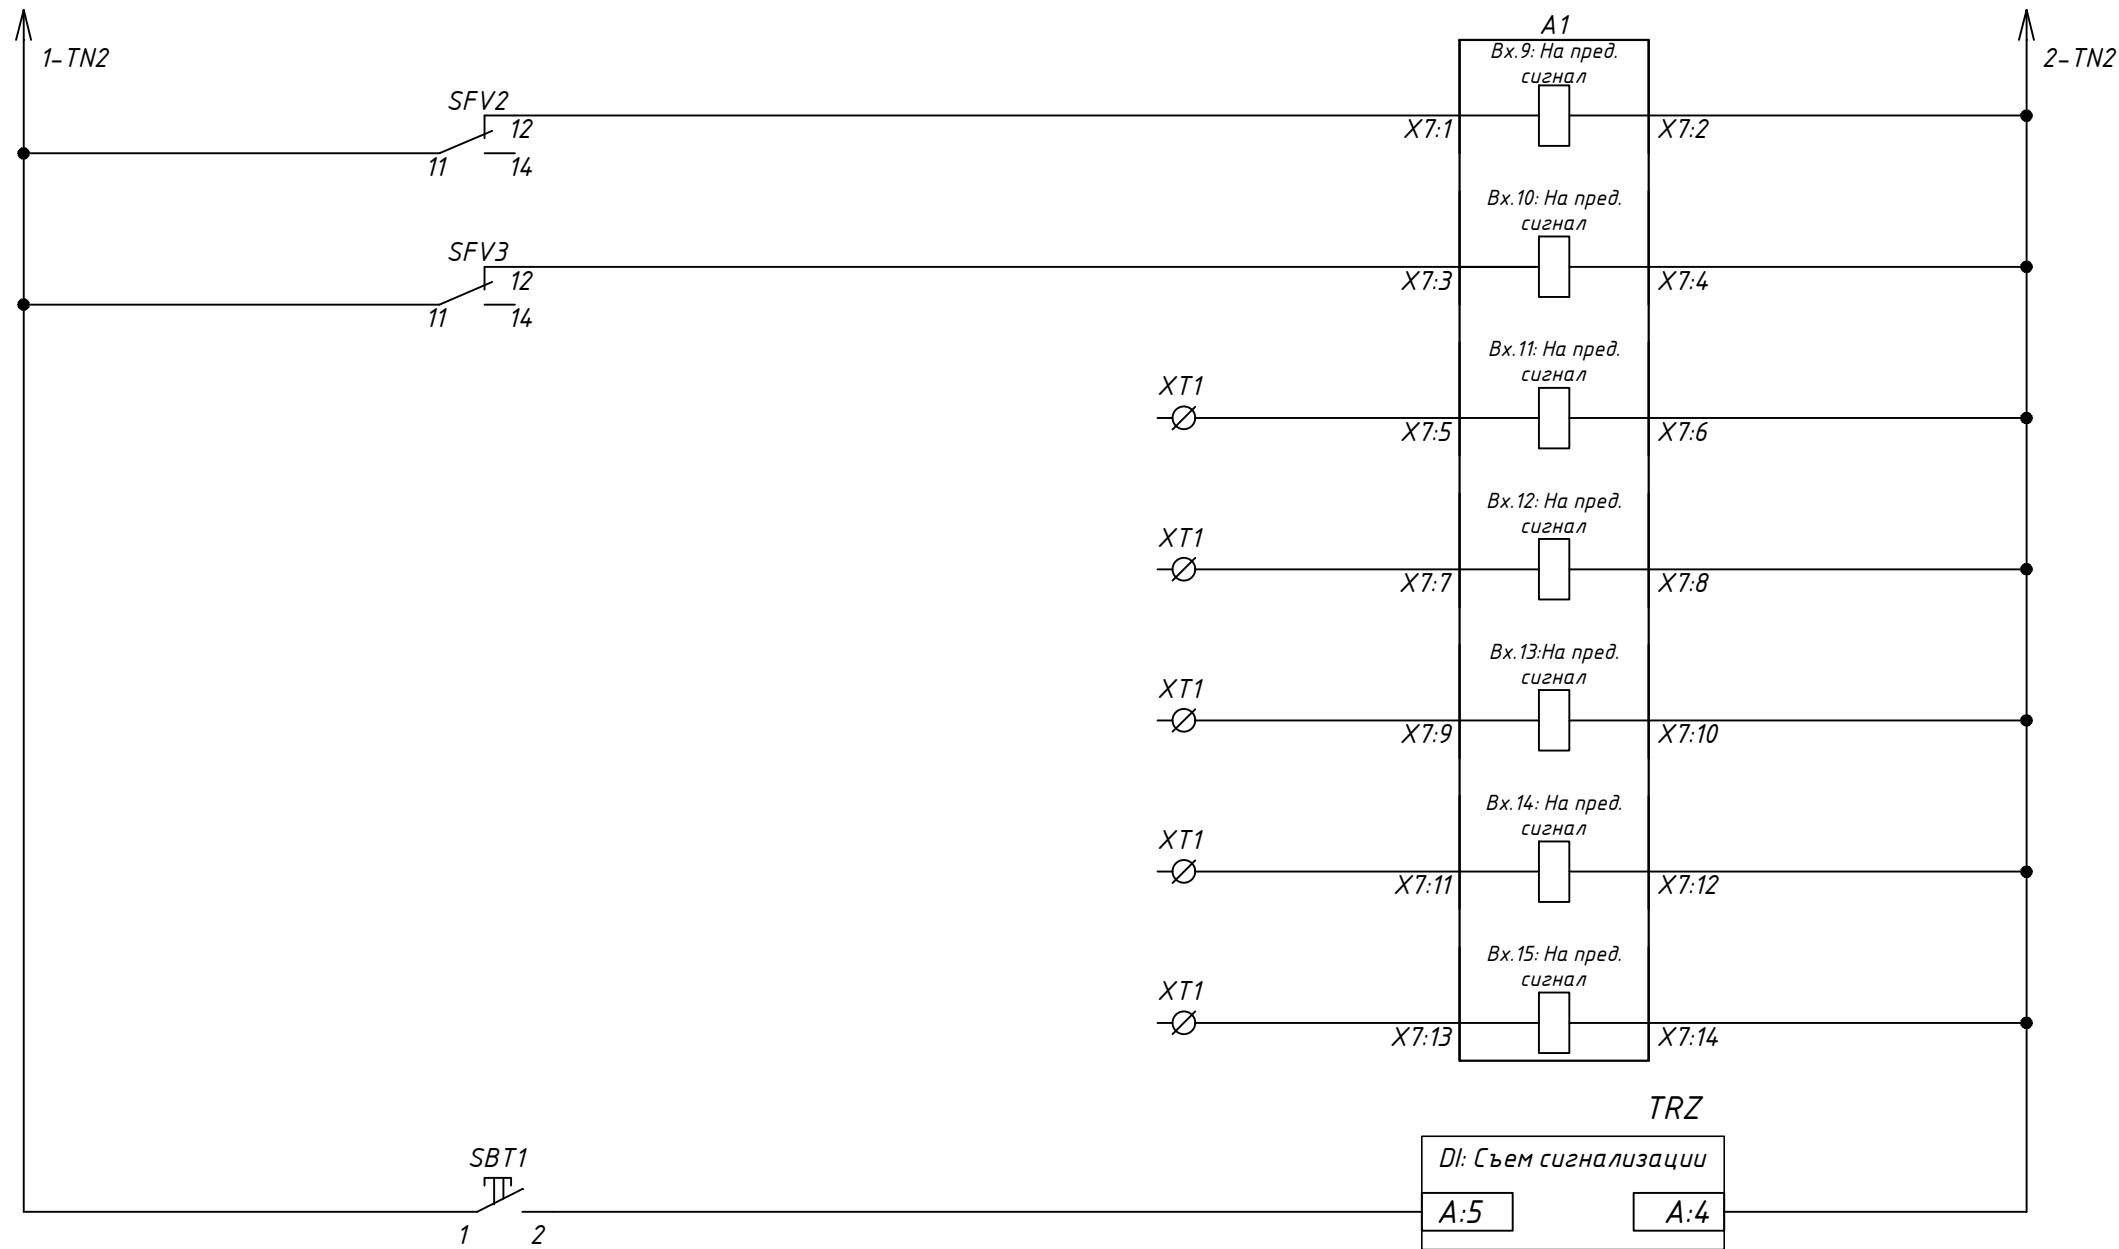 A1
1-TN2
Вх.9: На пред.
сигнал
2-TN2
SFV2
12
X7:1
X7:2
11
14
Вх.10: На пред.
сигнал
SFV3
12
X7:3
X7:4
11
14
Вх.11: На пред.
сигнал
XT1
X7:5
X7:6
Вх.12: На пред.
сигнал
XT1
X7:7
X7:8
Вх.13:На пред.
сигнал
XT1
X7:9
X7:10
Вх.14: На пред.
сигнал
XT1
X7:11
X7:12
Вх.15: На пред.
сигнал
XT1
X7:13
X7:14
TRZ
SBT1
DI: Съем сигнализации
A:5
A:4
1
2